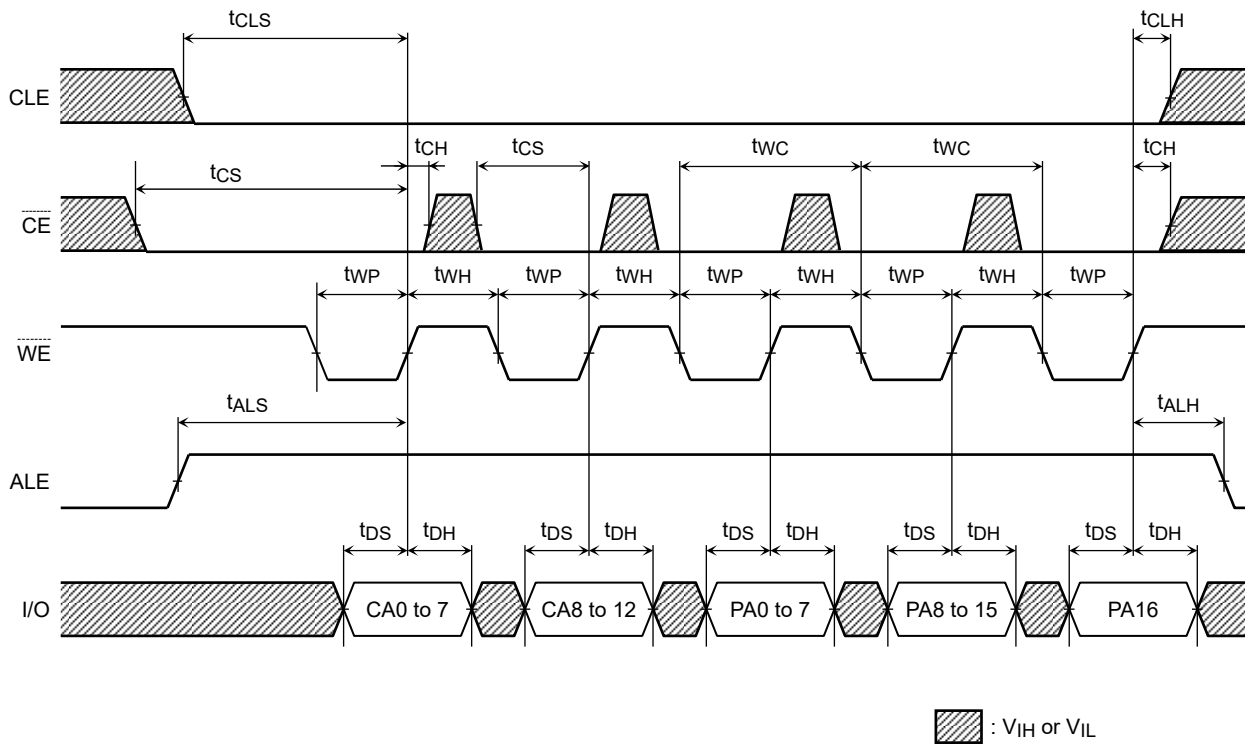 tCLS tCLH
CLE
tCH tCS tWC tWC tCH
tCS
CE
tWP tWH tWP tWH tWP tWH tWP tWH tWP
WE
tALS tALH
ALE
tDS tDH tDS tDH tDS tDH tDS tDH tDS tDH
I/O CA0 to 7 CA8 to 12 PA0 to 7 PA8 to 15 PA16
: VIH or VIL